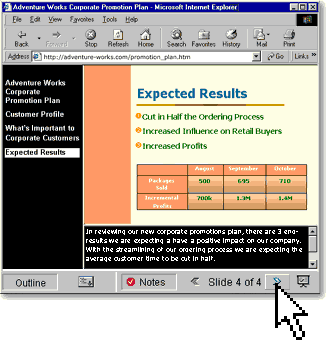 Adventure Works Corporate Promotion Plan - Microsoft Internet Explorer
File Edit View Favorites Tools Help
Back Forward Stop Refresh Home Search Favorites History Mail Print
Address http://adventure-works.com/promotion_plan.htm Go Links »
Adventure Works
Corporate
Promotion Plan
Customer Profile
What's Important to
Corporate Customers
Expected Results
Expected Results
1 Cut in Half the Ordering Process
2 Increased Influence on Retail Buyers
3 Increased Profits
August September October
Packages Sold 500 695 710
Incremental Profits 700k 1.3M 1.4M
In reviewing our new corporate promotions plan, there are 3 end-
results we are expecting a have a positive impact on our company.
With the streamlining of our ordering process we are expecting the
average customer time to be cut in half.
Outline Notes Slide 4 of 4